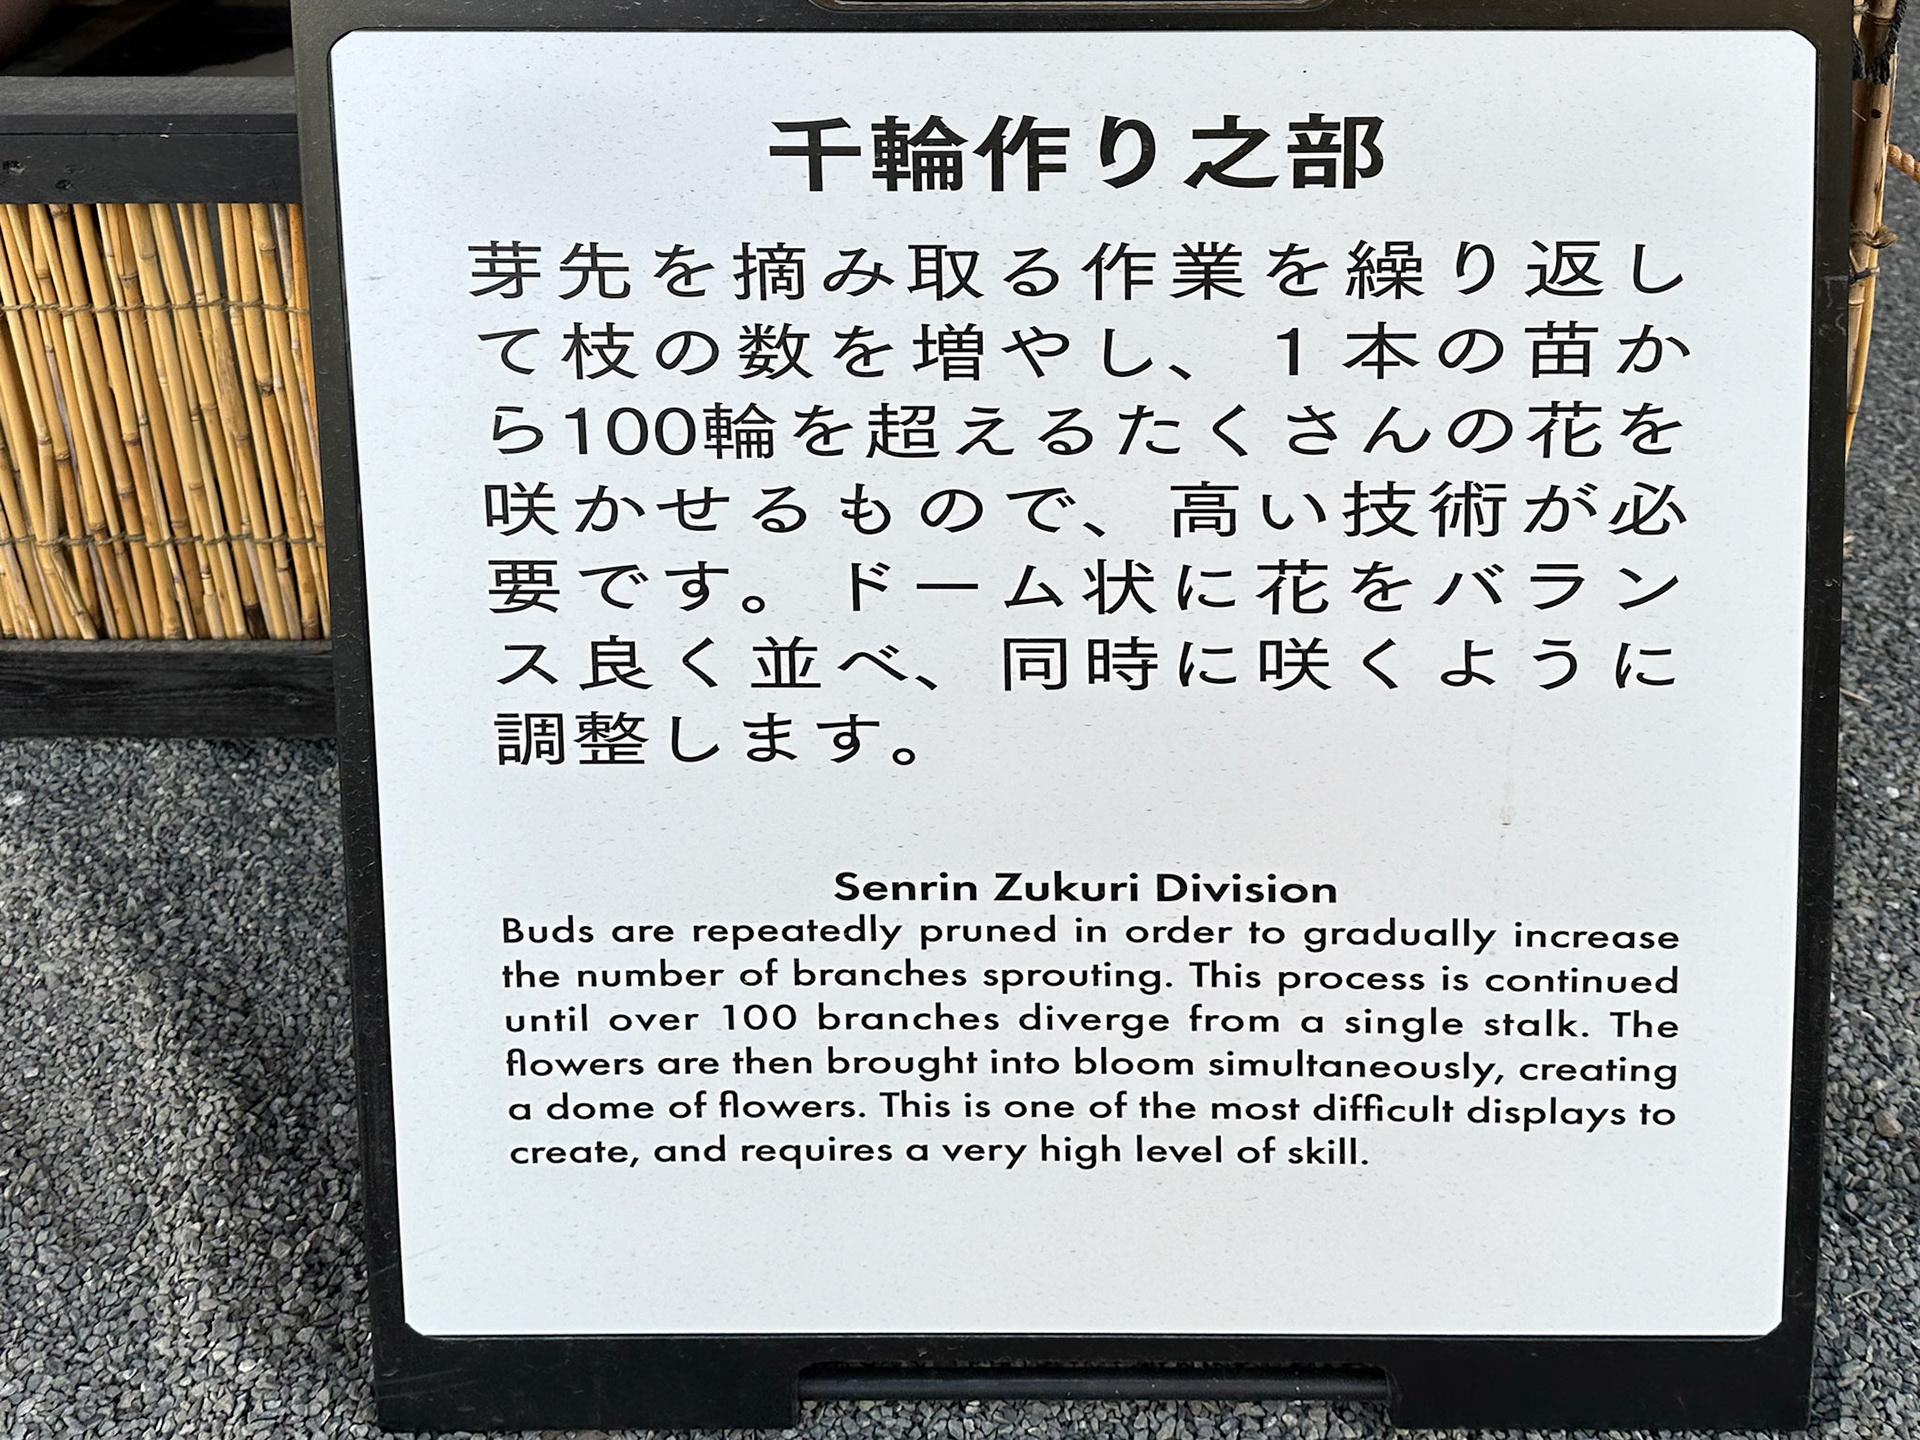 千輪作り之部
芽先を摘み取る作業を繰り返し
て枝の数を増やし、1本の苗か
ら100輪を超えるたくさんの花を
咲かせるもので、高い技術が必
要です。ドーム状に花をバラン
ス良く並べ、同時に咲くように
調整します。
Senrin Zukuri Division
Buds are repeatedly pruned in order to gradually increase
the number of branches sprouting. This process is continued
until over 100 branches diverge from a single stalk. The
flowers are then brought into bloom simultaneously, creating
a dome of flowers. This is one of the most difficult displays to
create, and requires a very high level of skill.